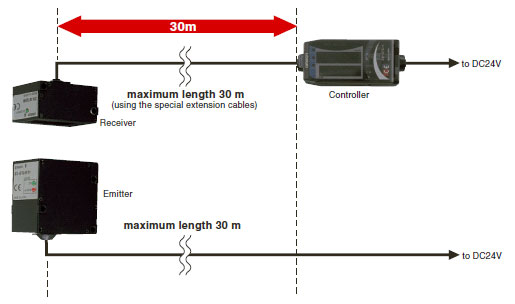 30m
to DC24V
maximum length 30 m
(using the special extension cables)
Controller
Receiver
Emitter
maximum length 30 m
to DC24V